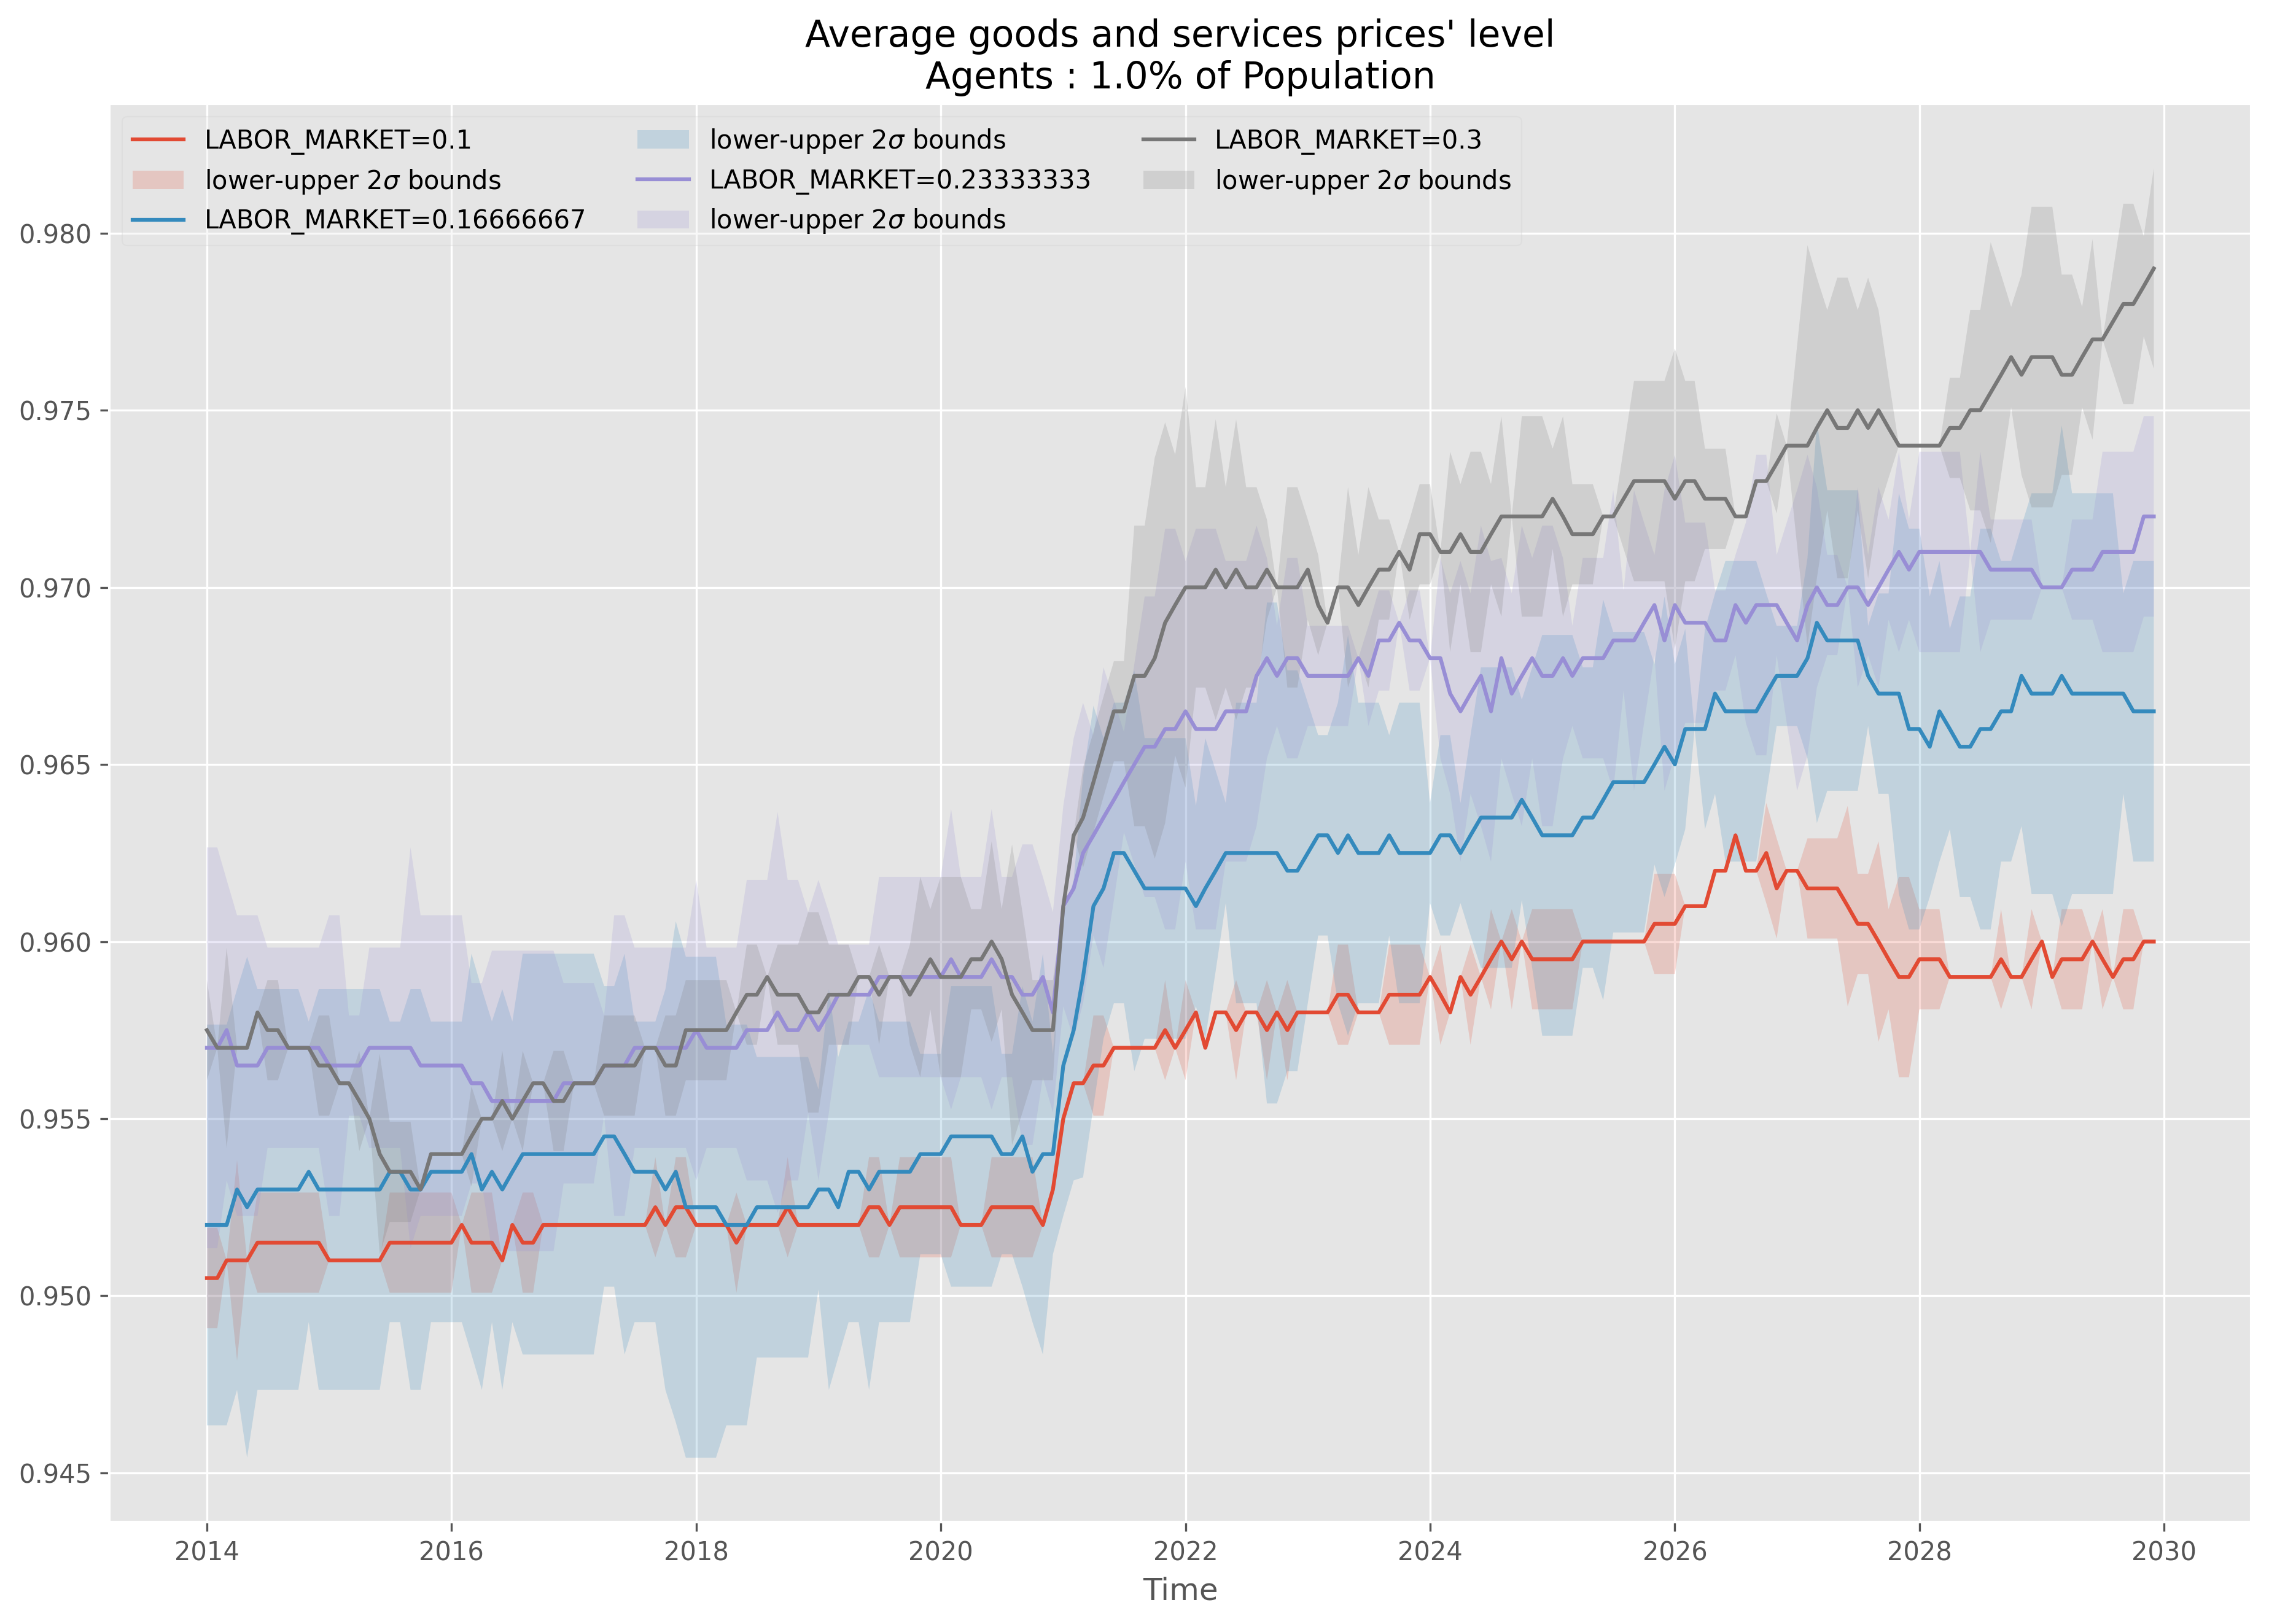 Average goods and services prices' level
Agents : 1.0% of Population
LABOR_MARKET=0.1
lower-upper 2σ bounds
LABOR_MARKET=0.16666667
lower-upper 2σ bounds
LABOR_MARKET=0.23333333
lower-upper 2σ bounds
LABOR_MARKET=0.3
lower-upper 2σ bounds
0.980
0.975
0.970
0.965
0.960
0.955
0.950
0.945
2014 2016 2018 2020 2022 2024 2026 2028 2030
Time